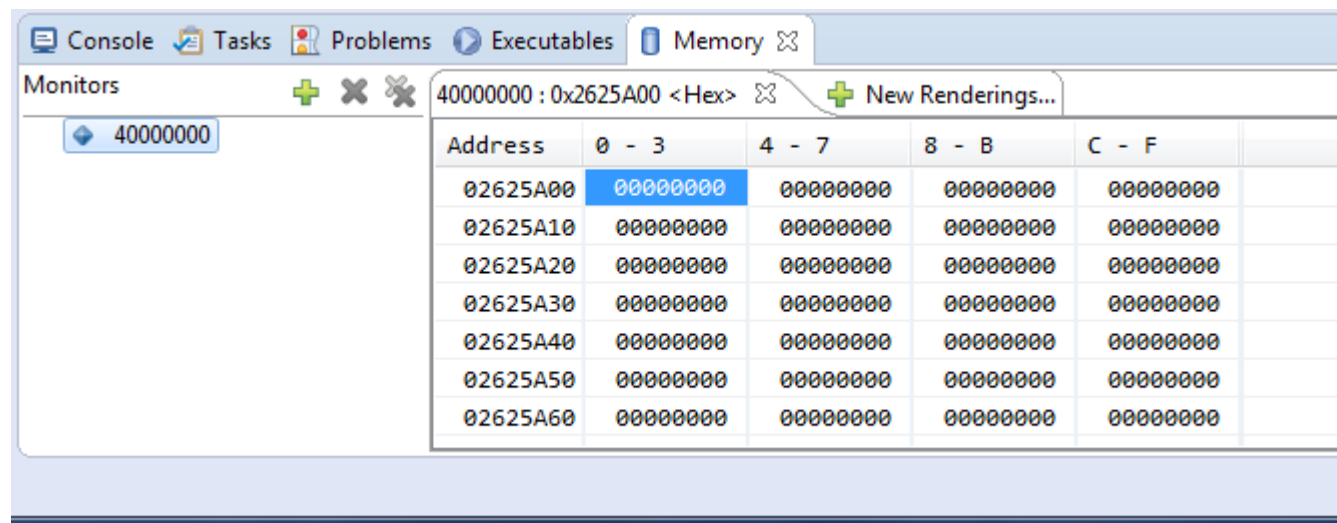 Console Tasks Problems Executables Memory
Monitors
40000000 : 0x2625A00 <Hex> New Renderings...
40000000
Address 0 - 3 4 - 7 8 - B C - F
02625A00 00000000 00000000 00000000 00000000
02625A10 00000000 00000000 00000000 00000000
02625A20 00000000 00000000 00000000 00000000
02625A30 00000000 00000000 00000000 00000000
02625A40 00000000 00000000 00000000 00000000
02625A50 00000000 00000000 00000000 00000000
02625A60 00000000 00000000 00000000 00000000